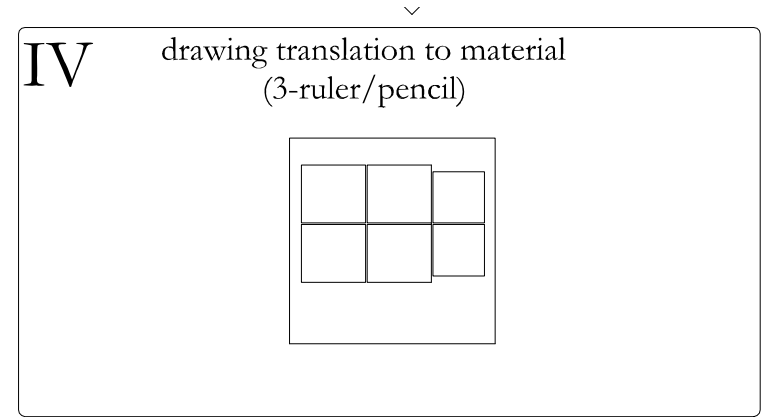 IV
drawing translation to material
(3-ruler/pencil)